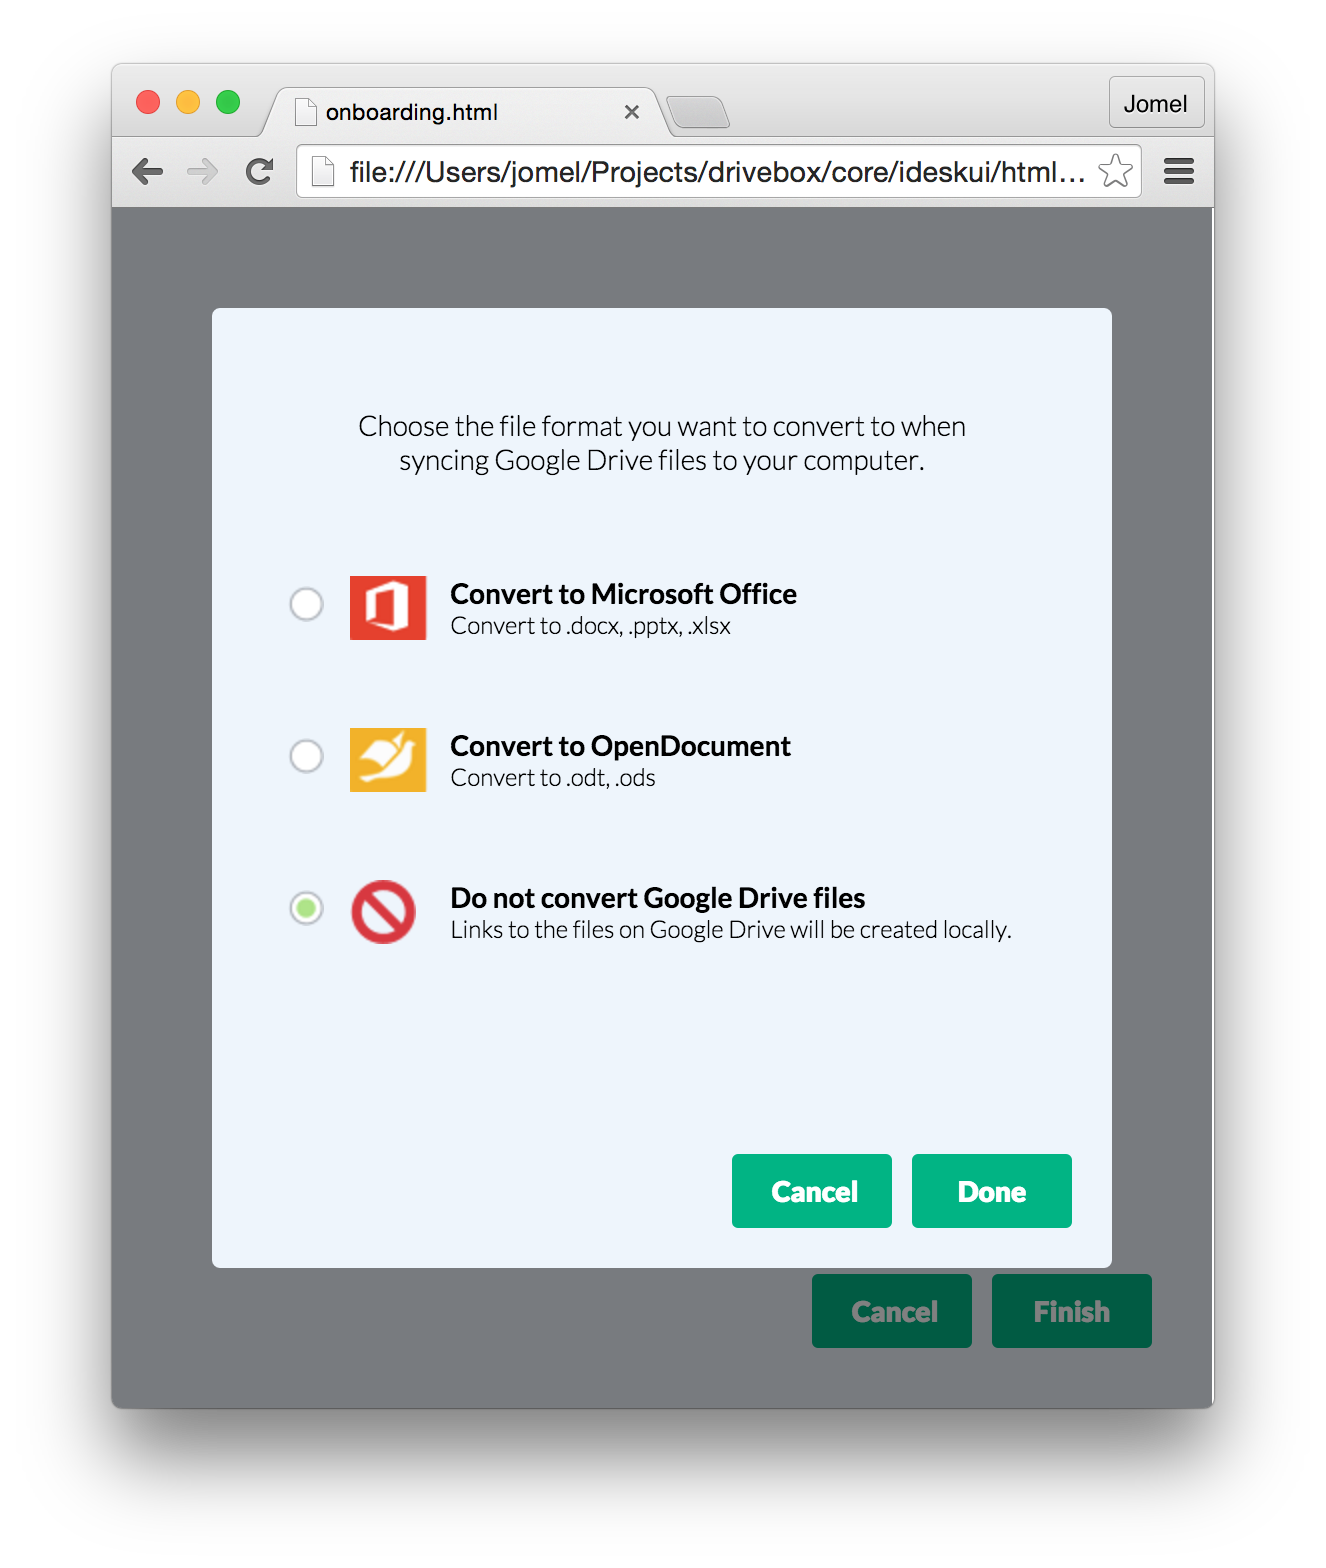 onboarding.html
Jomel
file:///Users/jomel/Projects/drivebox/core/ideskui/html...
Choose the file format you want to convert to when
syncing Google Drive files to your computer.
Convert to Microsoft Office
Convert to .docx, .pptx, .xlsx
Convert to OpenDocument
Convert to .odt, .ods
Do not convert Google Drive files
Links to the files on Google Drive will be created locally.
Cancel
Done
Cancel
Finish